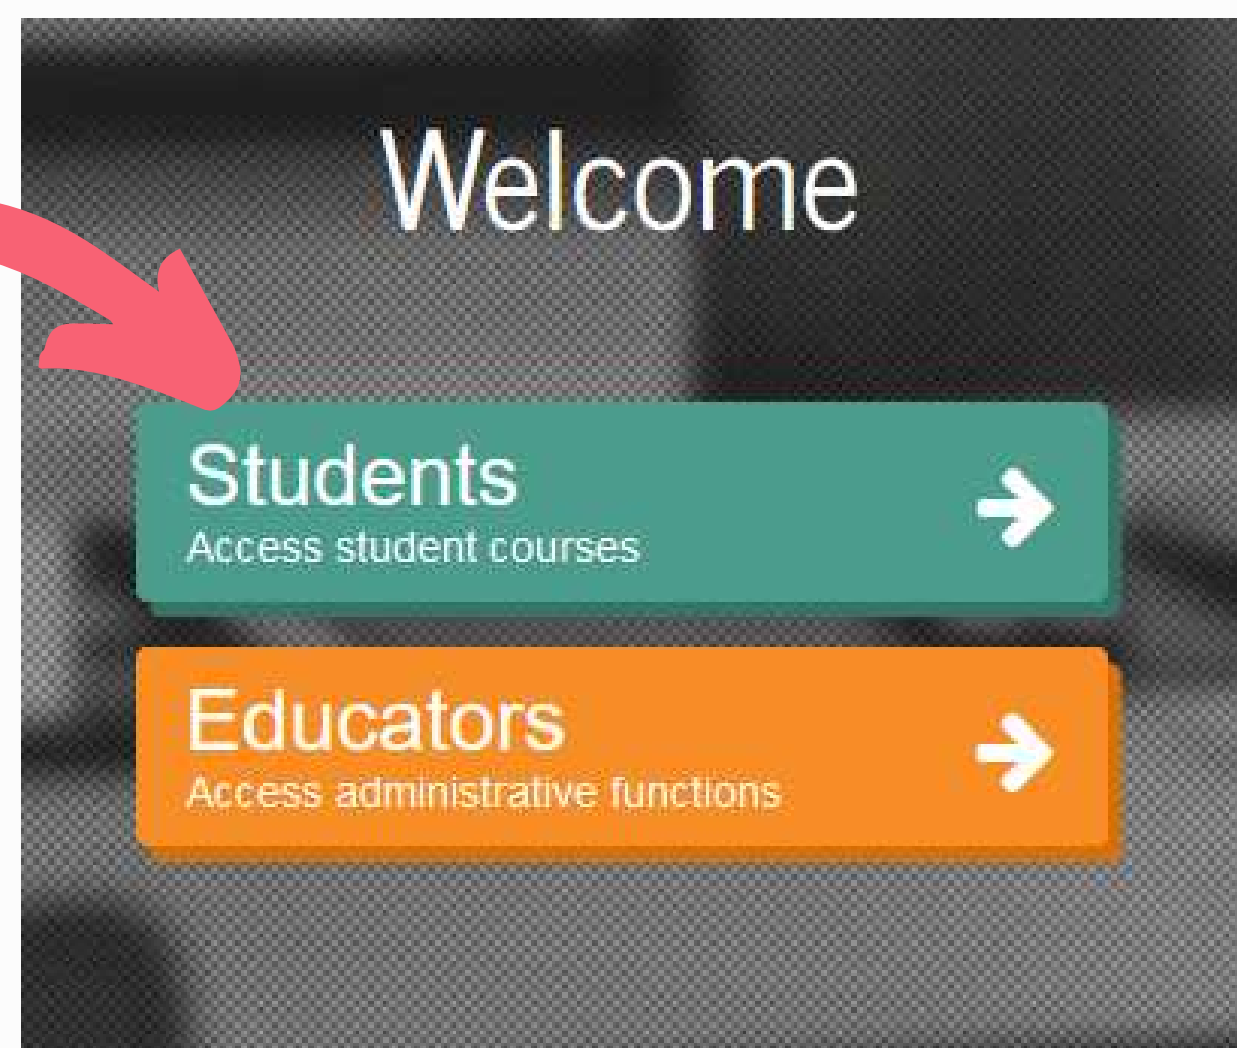 Welcome
Students
Access student courses
Educators
Access administrative functions